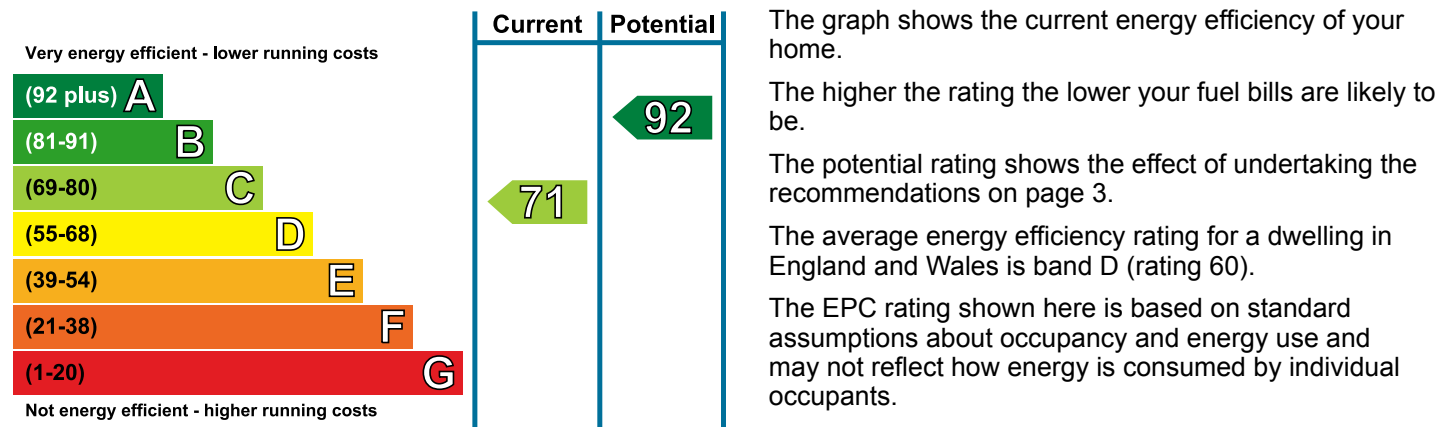 Current Potential
Very energy efficient - lower running costs
(92 plus) A
(81-91) B
(69-80) C
(55-68) D
(39-54) E
(21-38) F
(1-20) G
Not energy efficient - higher running costs
71
92
The graph shows the current energy efficiency of your
home.
The higher the rating the lower your fuel bills are likely to
be.
The potential rating shows the effect of undertaking the
recommendations on page 3.
The average energy efficiency rating for a dwelling in
England and Wales is band D (rating 60).
The EPC rating shown here is based on standard
assumptions about occupancy and energy use and
may not reflect how energy is consumed by individual
occupants.